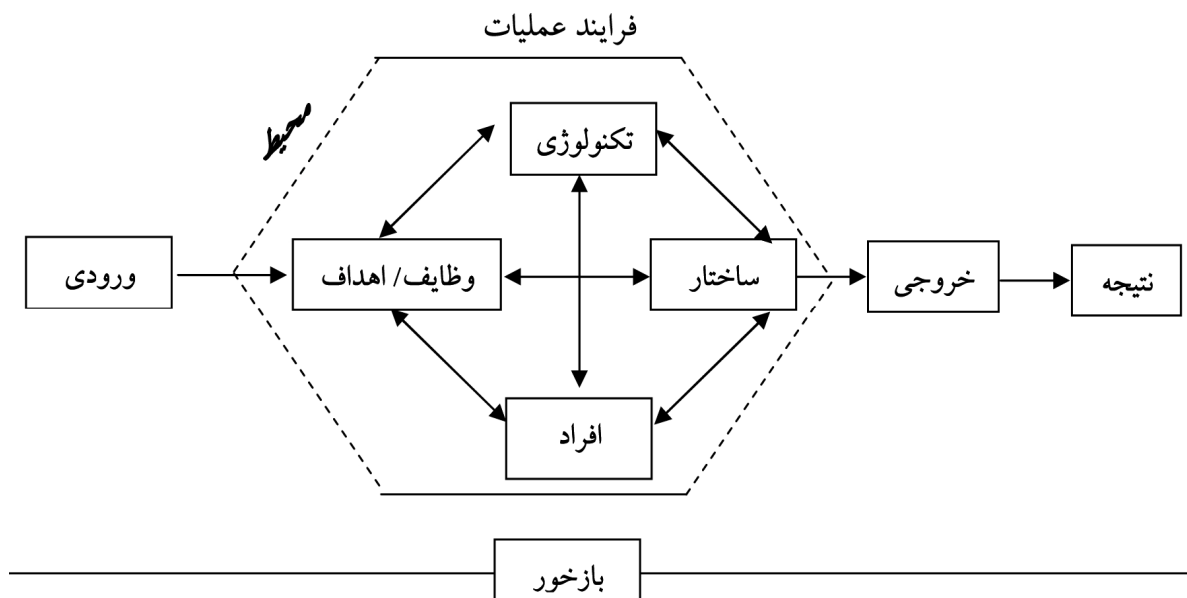 فرایند عملیات
محیط
تکنولوژی
ورودی
وظایف/ اهداف
ساختار
خروجی
نتیجه
افراد
بازخور